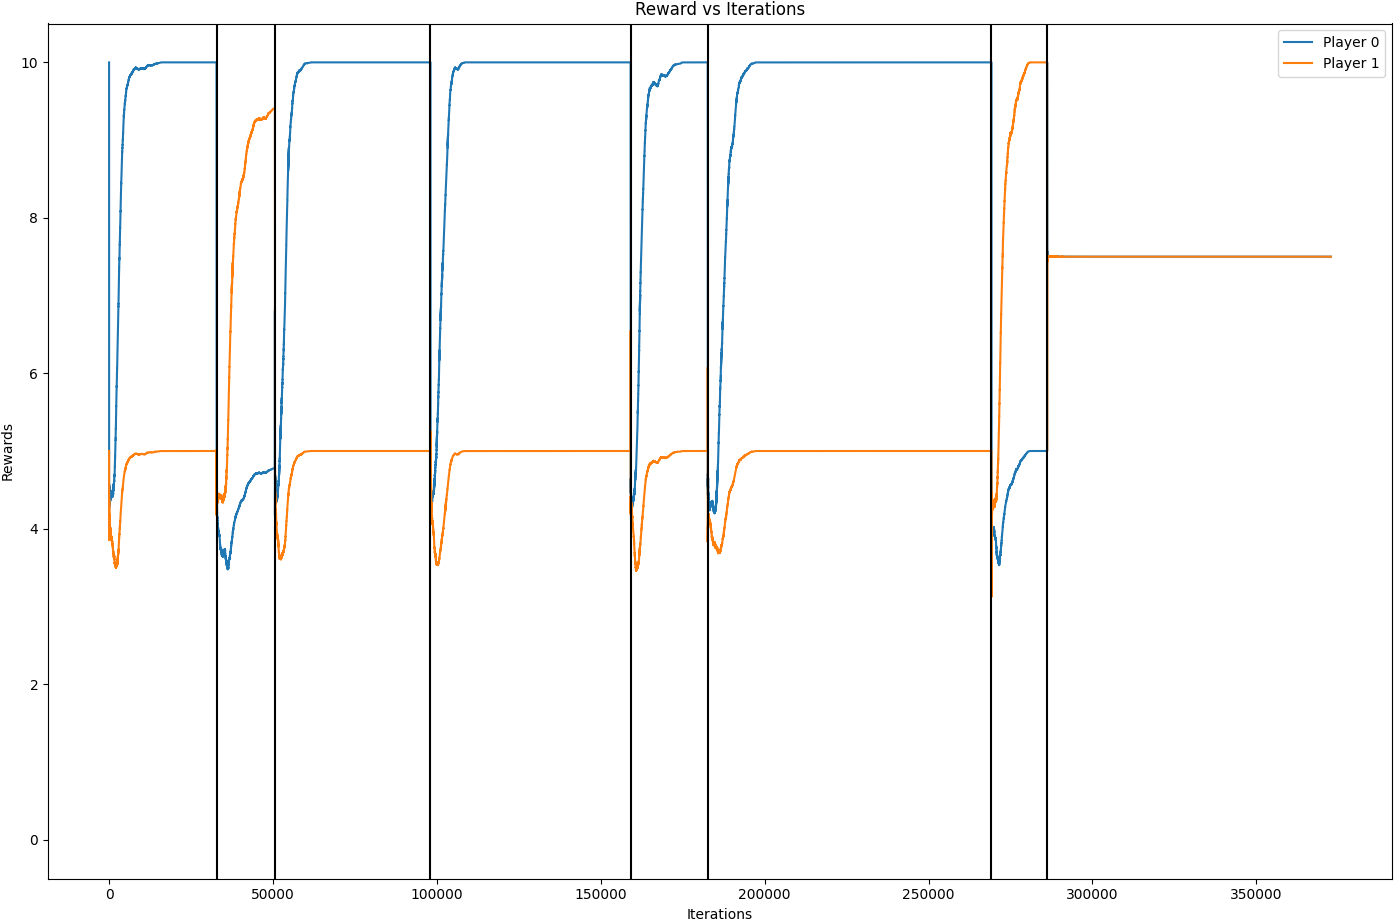 Reward vs Iterations
Player 0
Player 1
10
8
6
4
2
0
Rewards
0
50000
100000
150000
200000
250000
300000
350000
Iterations